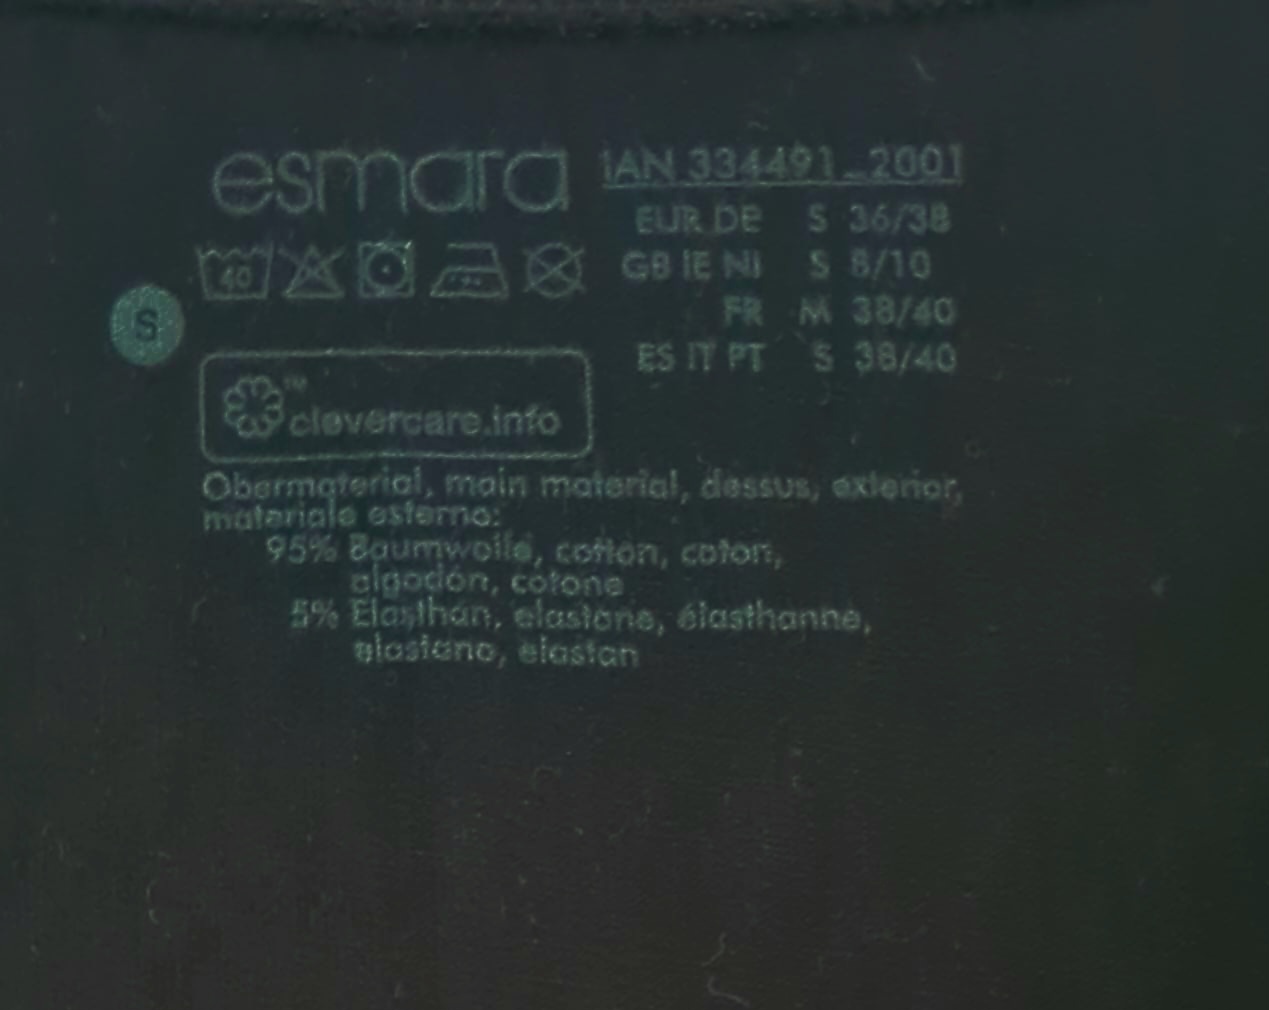 esmara
IAN 334491_2001
EUR DE S 36/38
GB IE NI S 8/10
FR M 38/40
ES IT PT S 38/40
40
S
clevercare.info
Obermaterial, main material, dessus, exterior,
materiale esterno:
95% Baumwolle, cotton, coton,
algodón, cotone
5% Elasthan, elastane, élasthanne,
elastano, elastan